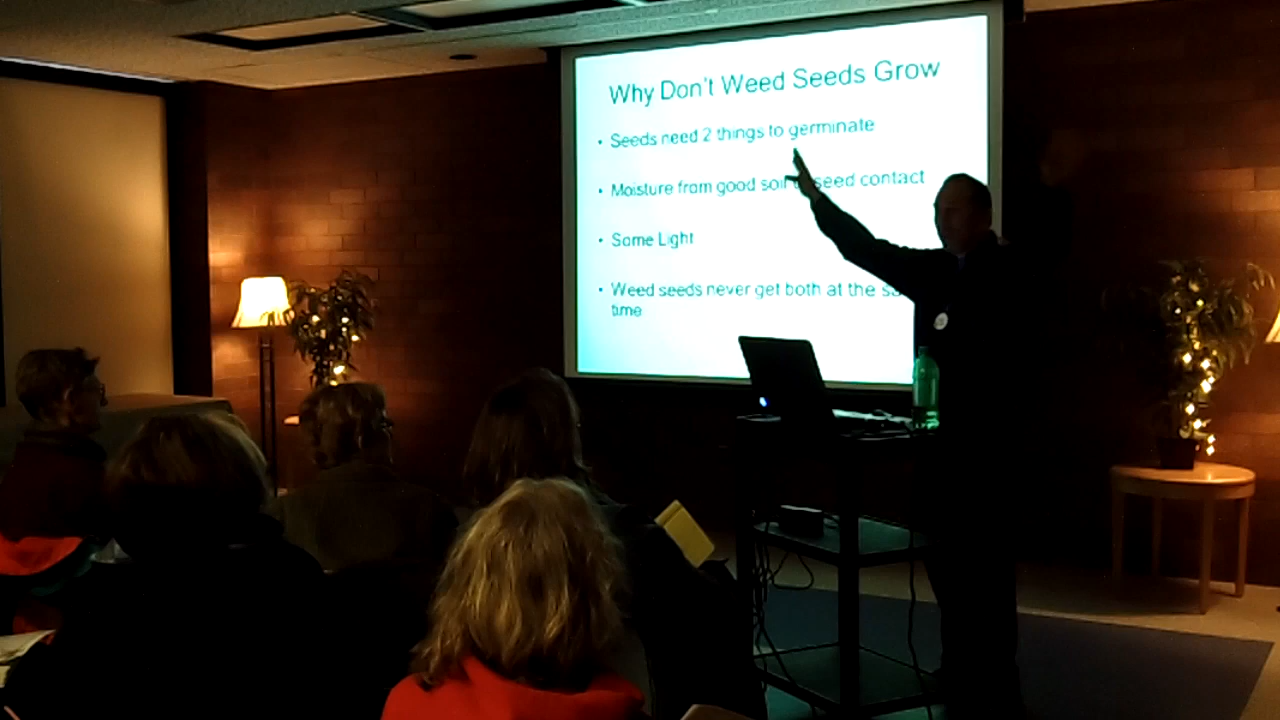 Why Don't Weed Seeds Grow
• Seeds need 2 things to germinate
• Moisture from good soil seed contact
• Some Light
• Weed seeds never get both at the
time